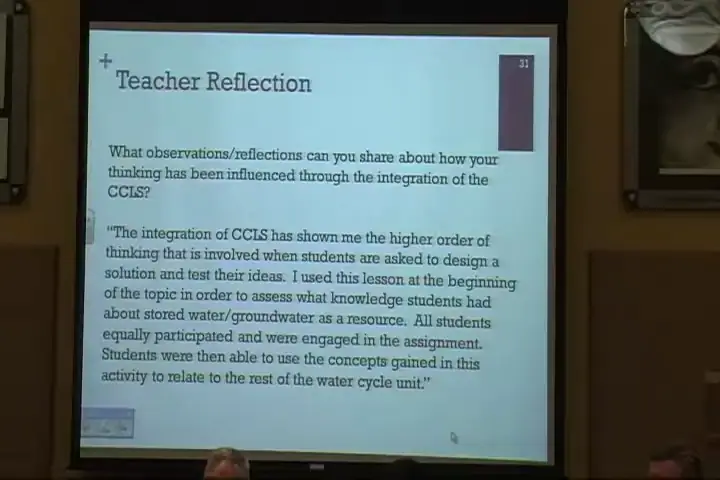 +
31
Teacher Reflection
What observations/reflections can you share about how your
thinking has been influenced through the integration of the
CCLS?
"The integration of CCLS has shown me the higher order of
thinking that is involved when students are asked to design a
solution and test their ideas. I used this lesson at the beginning
of the topic in order to assess what knowledge students had
about stored water/groundwater as a resource. All students
equally participated and were engaged in the assignment.
Students were then able to use the concepts gained in this
activity to relate to the rest of the water cycle unit."